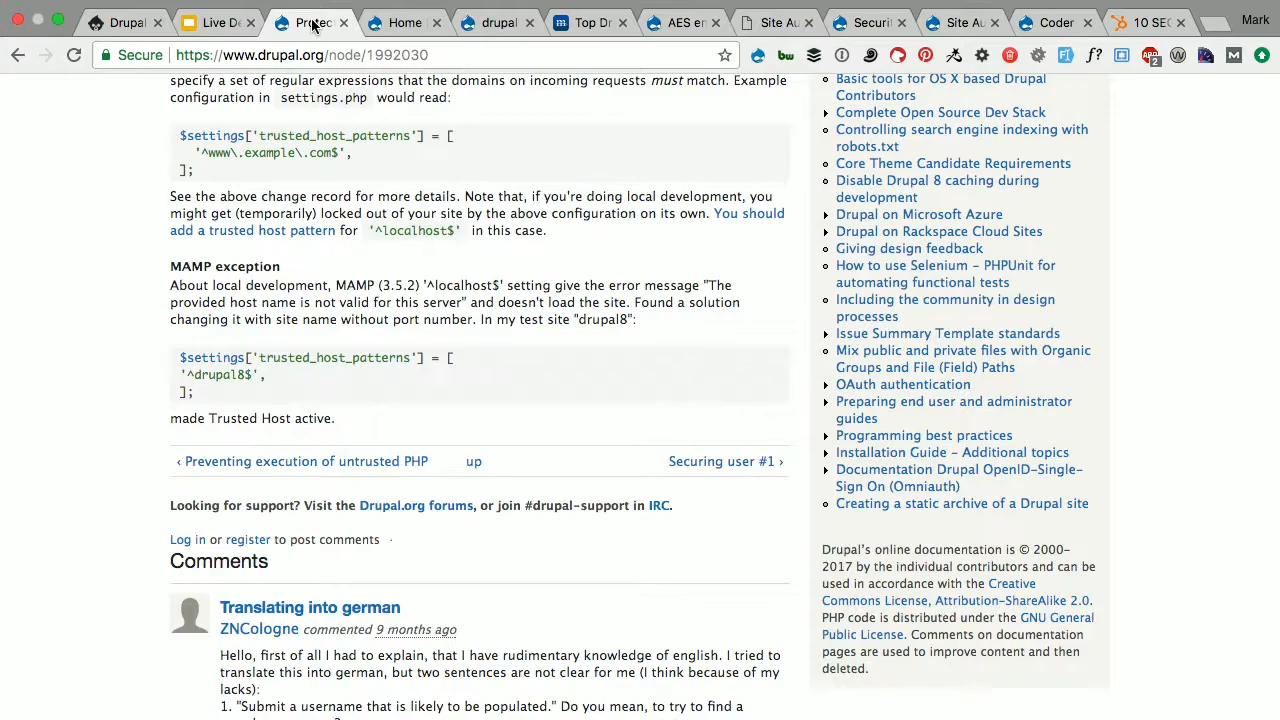 Drupal
Live De
Protec
Home
drupal
Top Dr
AES en
Site Au
Securit
Site Au
Coder
10 SEC
Mark
Secure
https://www.drupal.org/node/1992030
specify a set of regular expressions that the domains on incoming requests must match. Example
configuration in settings.php would read:
$settings['trusted_host_patterns'] = [
'^www\.example\.com$',
];
See the above change record for more details. Note that, if you're doing local development, you
might get (temporarily) locked out of your site by the above configuration on its own. You should
add a trusted host pattern for '^localhost$' in this case.
MAMP exception
About local development, MAMP (3.5.2) '^localhost$' setting give the error message "The
provided host name is not valid for this server" and doesn't load the site. Found a solution
changing it with site name without port number. In my test site "drupal8":
$settings['trusted_host_patterns'] = [
'^drupal8$',
];
made Trusted Host active.
‹ Preventing execution of untrusted PHP
up
Securing user #1 ›
Looking for support? Visit the Drupal.org forums, or join #drupal-support in IRC.
Log in or register to post comments
Comments
Translating into german
ZNCologne commented 9 months ago
Hello, first of all I had to explain, that I have rudimentary knowledge of english. I tried to
translate this into german, but two sentences are not clear for me (I think because of my
lacks):
1. "Submit a username that is likely to be populated." Do you mean, to try to find a
Basic tools for OS X based Drupal
Contributors
Complete Open Source Dev Stack
Controlling search engine indexing with
robots.txt
Core Theme Candidate Requirements
Disable Drupal 8 caching during
development
Drupal on Microsoft Azure
Drupal on Rackspace Cloud Sites
Giving design feedback
How to use Selenium - PHPUnit for
automating functional tests
Including the community in design
processes
Issue Summary Template standards
Mix public and private files with Organic
Groups and File (Field) Paths
OAuth authentication
Preparing end user and administrator
guides
Programming best practices
Installation Guide - Additional topics
Documentation Drupal OpenID-Single-
Sign On (Omniauth)
Creating a static archive of a Drupal site
Drupal's online documentation is © 2000-
2017 by the individual contributors and can be
used in accordance with the Creative
Commons License, Attribution-ShareAlike 2.0.
PHP code is distributed under the GNU General
Public License. Comments on documentation
pages are used to improve content and then
deleted.